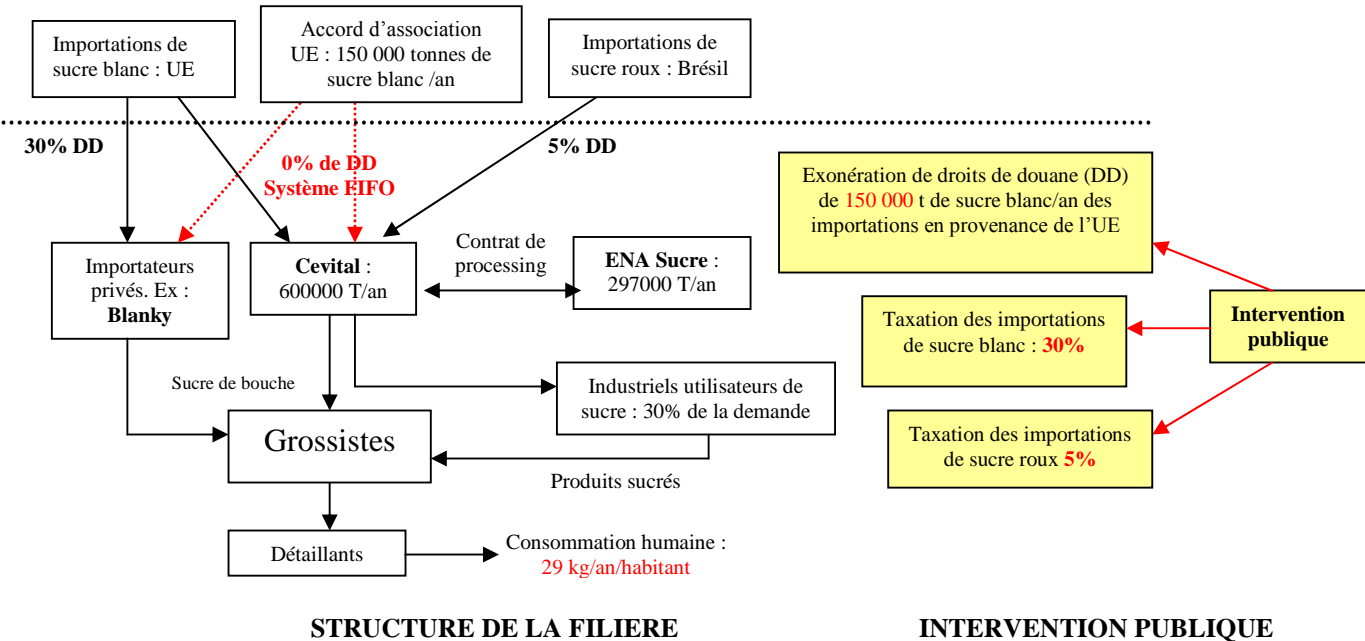 Importations de
sucre blanc : UE
Accord d’association
UE : 150 000 tonnes de
sucre blanc /an
Importations de
sucre roux : Brésil
30% DD
0% de DD
Système FIFO
5% DD
Importateurs
privés. Ex :
Blanky
Cevital :
600000 T/an
Contrat de
processing
ENA Sucre :
297000 T/an
Sucre de bouche
Industriels utilisateurs de
sucre : 30% de la demande
Grossistes
Produits sucrés
Détaillants
Consommation humaine :
29 kg/an/habitant
STRUCTURE DE LA FILIERE
Exonération de droits de douane (DD)
de 150 000 t de sucre blanc/an des
importations en provenance de l’UE
Taxation des importations
de sucre blanc : 30%
Intervention
publique
Taxation des importations
de sucre roux 5%
INTERVENTION PUBLIQUE